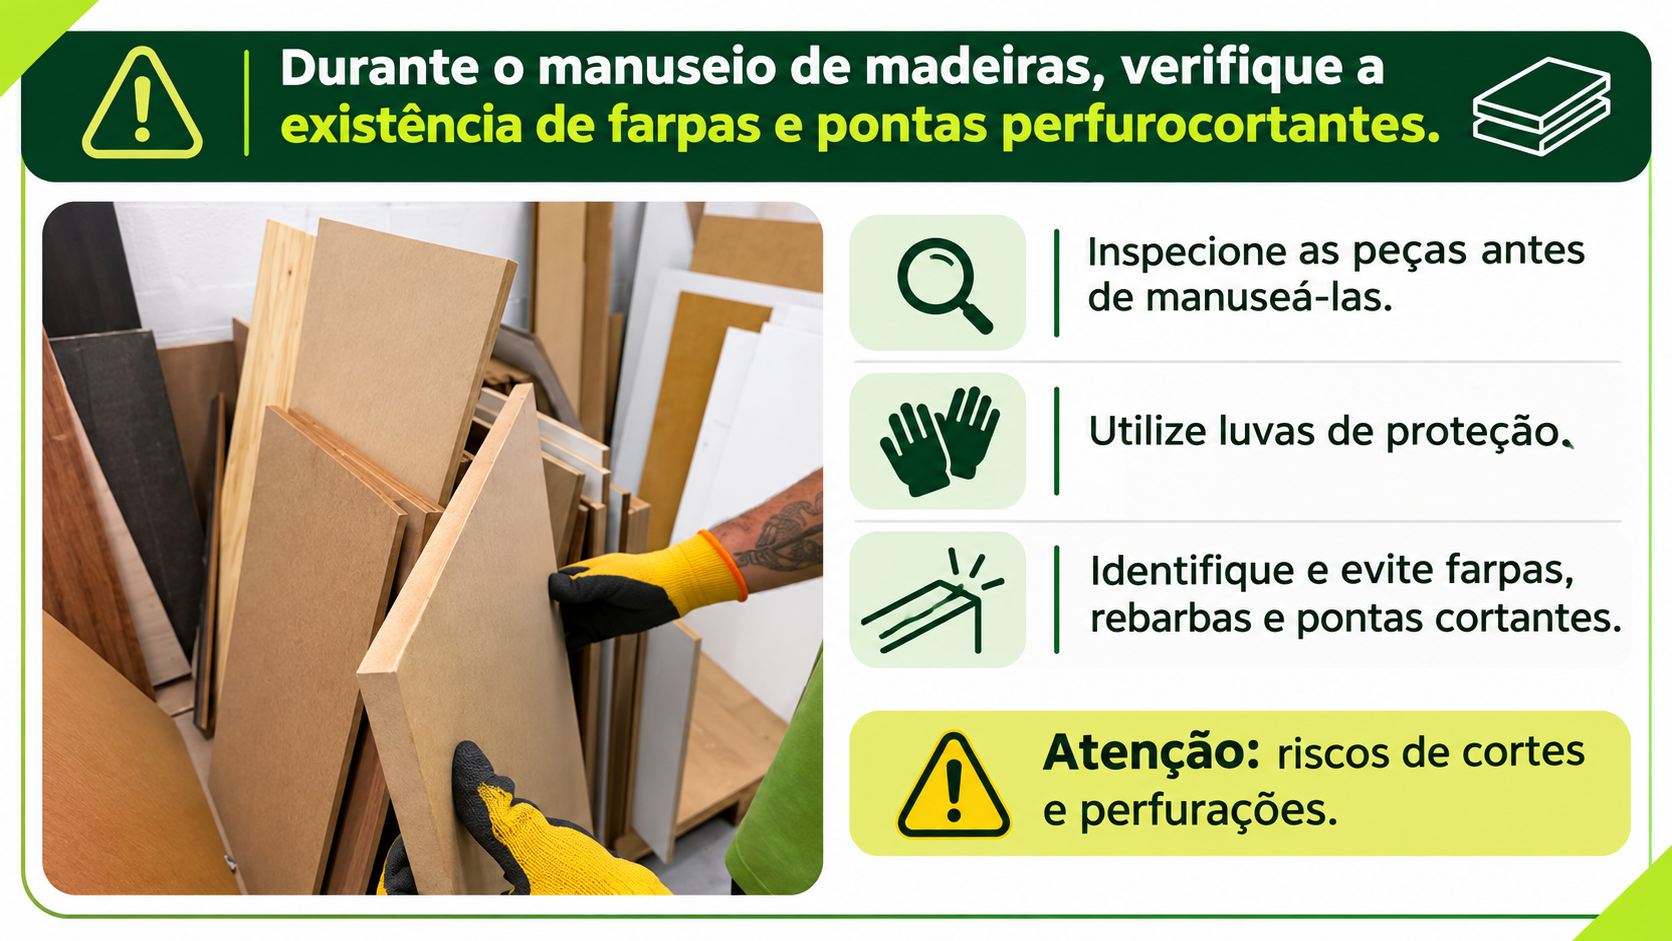 Durante o manuseio de madeiras, verifique a
existência de farpas e pontas perfurocortantes.
Inspecione as peças antes
de manuseá-las.
Utilize luvas de proteção.
Identifique e evite farpas,
rebarbas e pontas cortantes.
Atenção: riscos de cortes
e perfurações.